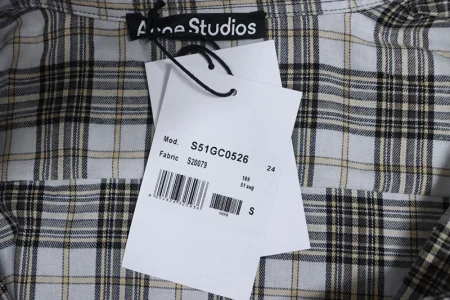 Acne Studios
Mod. S51GC0526
24
Fabric S20079
S